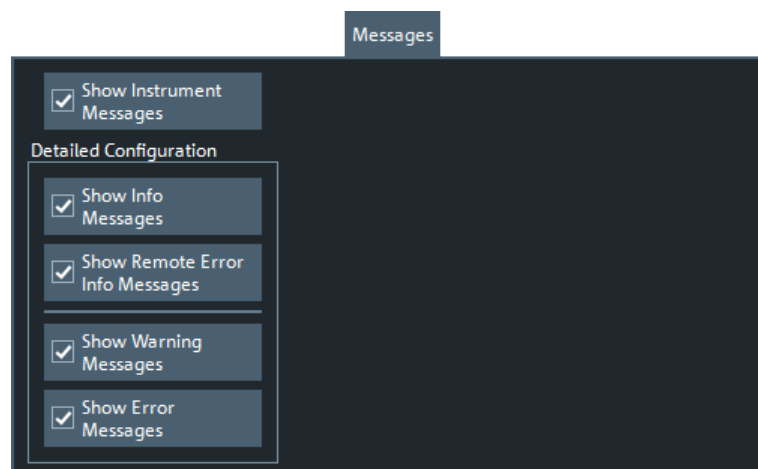 Messages
Show Instrument
Messages
Detailed Configuration
Show Info
Messages
Show Remote Error
Info Messages
Show Warning
Messages
Show Error
Messages